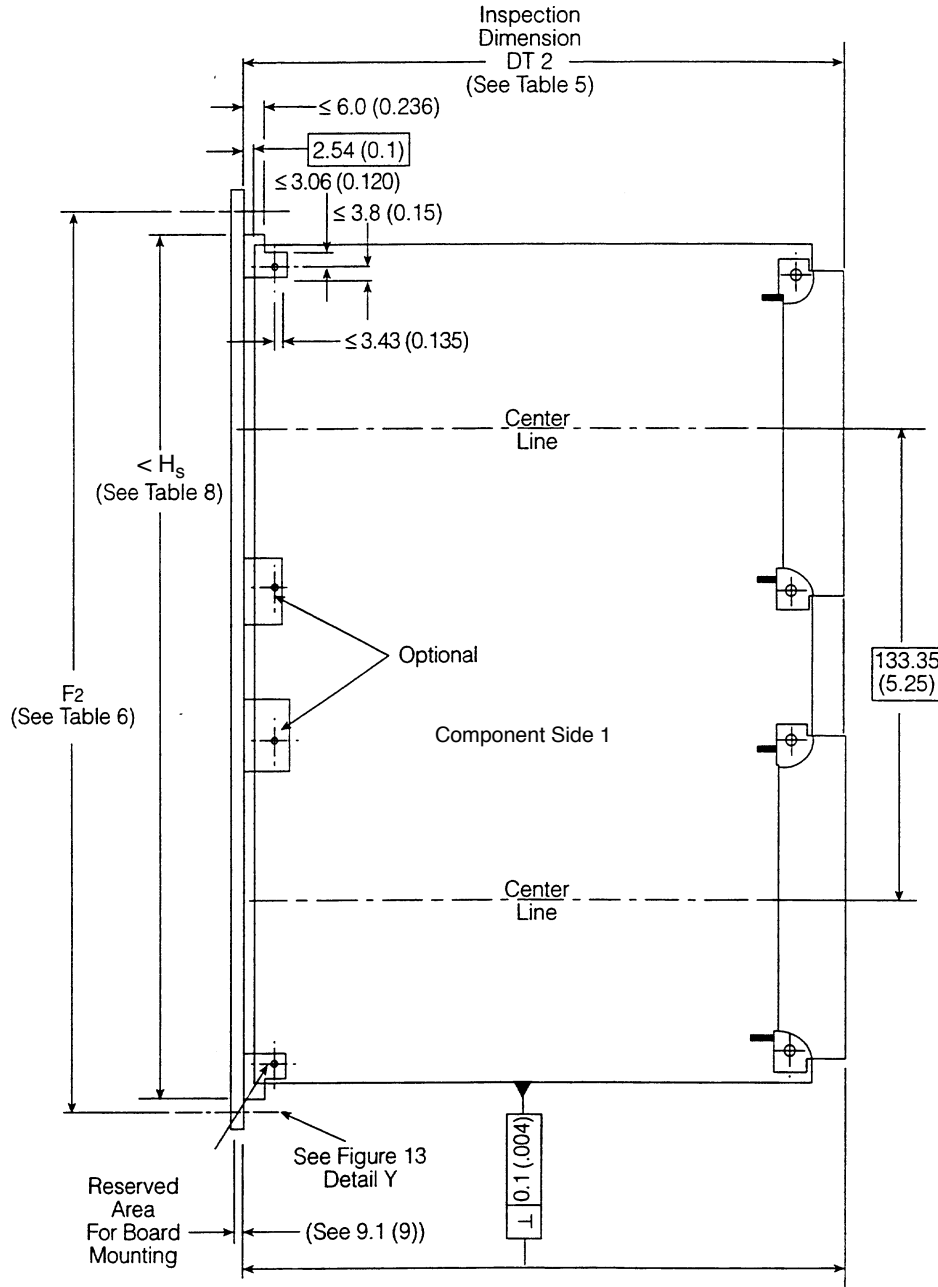 Inspection
Dimension
DT 2
(See Table 5)
≤ 6.0 (0.236)
2.54 (0.1)
≤ 3.06 (0.120)
≤ 3.8 (0.15)
≤ 3.43 (0.135)
Center
Line
< Hs
(See Table 8)
Optional
133.35
(5.25)
F2
(See Table 6)
Component Side 1
Center
Line
⊥ 0.1 (.004)
See Figure 13
Detail Y
Reserved
Area
For Board
Mounting
(See 9.1 (9))